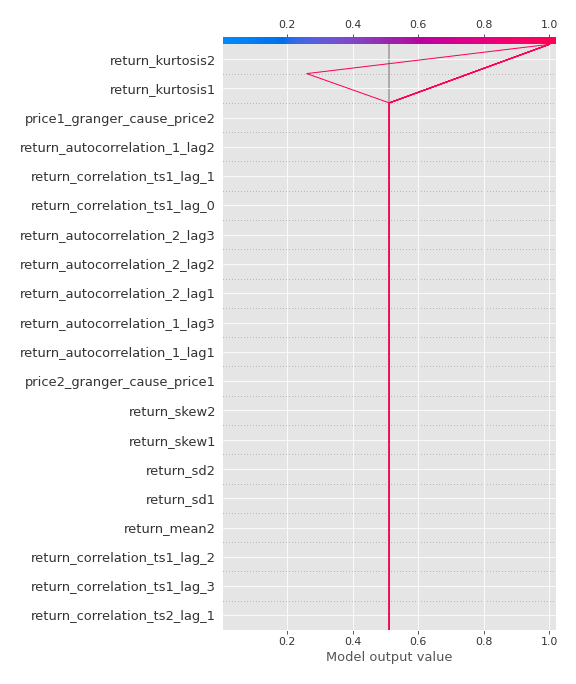 0.2 0.4 0.6 0.8 1.0
return_kurtosis2
return_kurtosis1
price1_granger_cause_price2
return_autocorrelation_1_lag2
return_correlation_ts1_lag_1
return_correlation_ts1_lag_0
return_autocorrelation_2_lag3
return_autocorrelation_2_lag2
return_autocorrelation_2_lag1
return_autocorrelation_1_lag3
return_autocorrelation_1_lag1
price2_granger_cause_price1
return_skew2
return_skew1
return_sd2
return_sd1
return_mean2
return_correlation_ts1_lag_2
return_correlation_ts1_lag_3
return_correlation_ts2_lag_1
0.2 0.4 0.6 0.8 1.0
Model output value